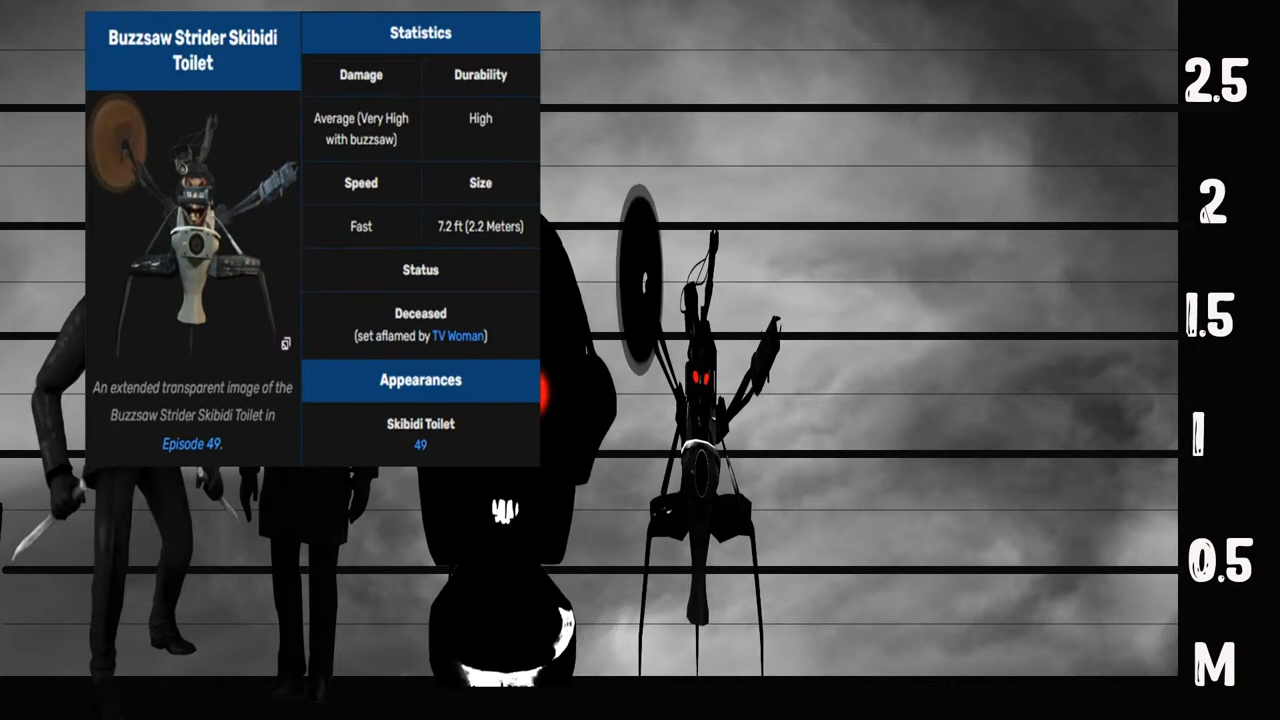 Buzzsaw Strider Skibidi
Toilet
An extended transparent image of the
Buzzsaw Strider Skibidi Toilet in
Episode 49.
Statistics
Damage
Durability
Average (Very High
with buzzsaw)
High
Speed
Size
Fast
7.2 ft (2.2 Meters)
Status
Deceased
(set aflamed by TV Woman)
Appearances
Skibidi Toilet
49
2.5
2
1.5
1
0.5
M